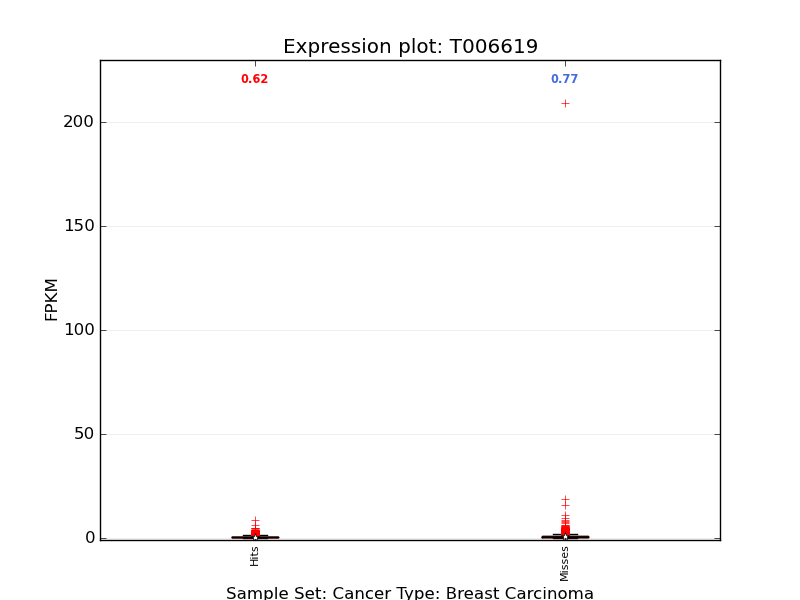 Expression plot: T006619
0.62
0.77
200
150
100
50
0
FPKM
Hits
Misses
Sample Set: Cancer Type: Breast Carcinoma